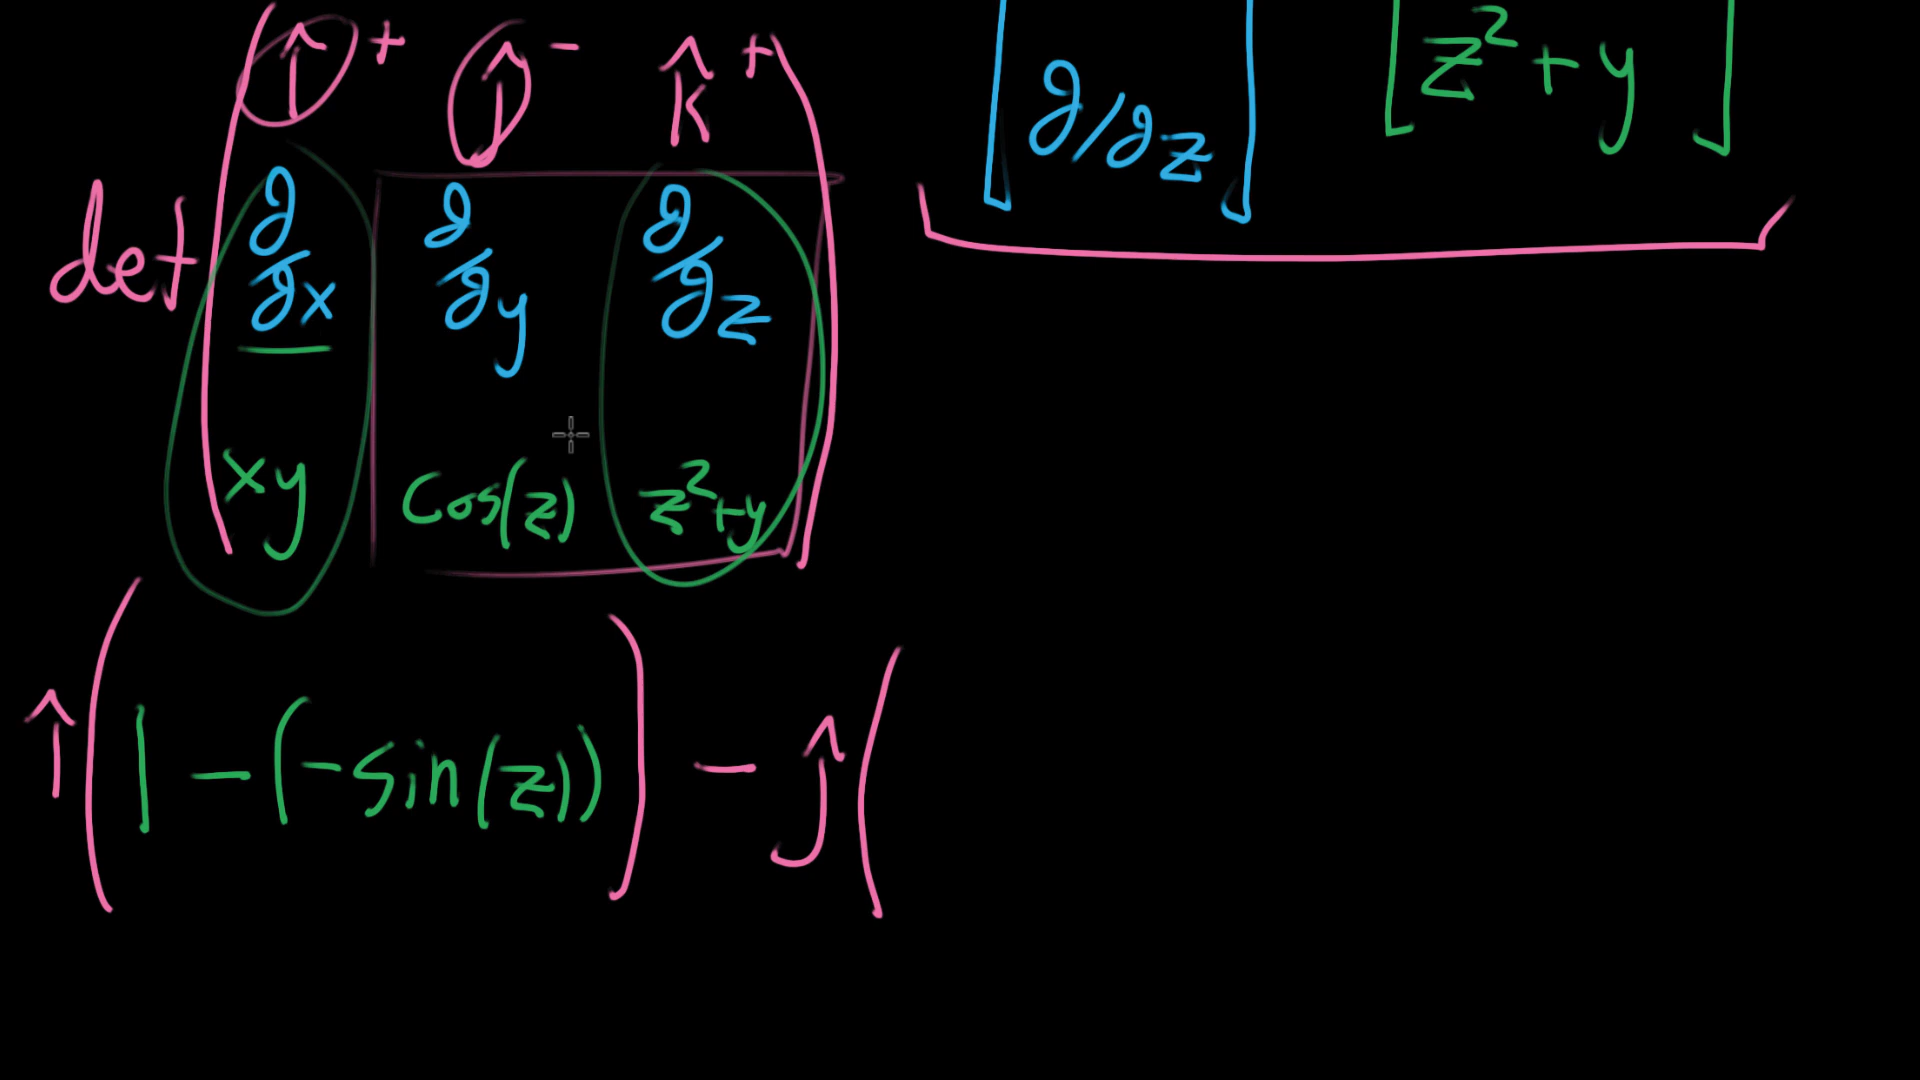 î + ĵ - k̂ +
det
∂/∂x ∂/∂y ∂/∂z
xy cos(z) z²+y
∂/∂z
z²+y
î(1-(-sin(z))) - ĵ(